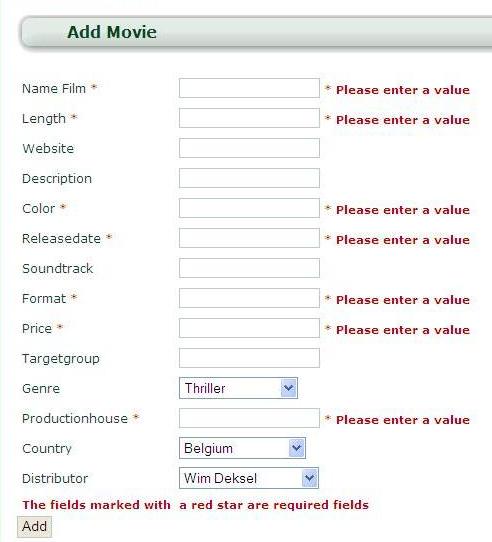 Add Movie
Name Film * * Please enter a value
Length * * Please enter a value
Website
Description
Color * * Please enter a value
Releasedate * * Please enter a value
Soundtrack
Format * * Please enter a value
Price * * Please enter a value
Targetgroup
Genre Thriller
Productionhouse * * Please enter a value
Country Belgium
Distributor Wim Deksel
The fields marked with a red star are required fields
Add